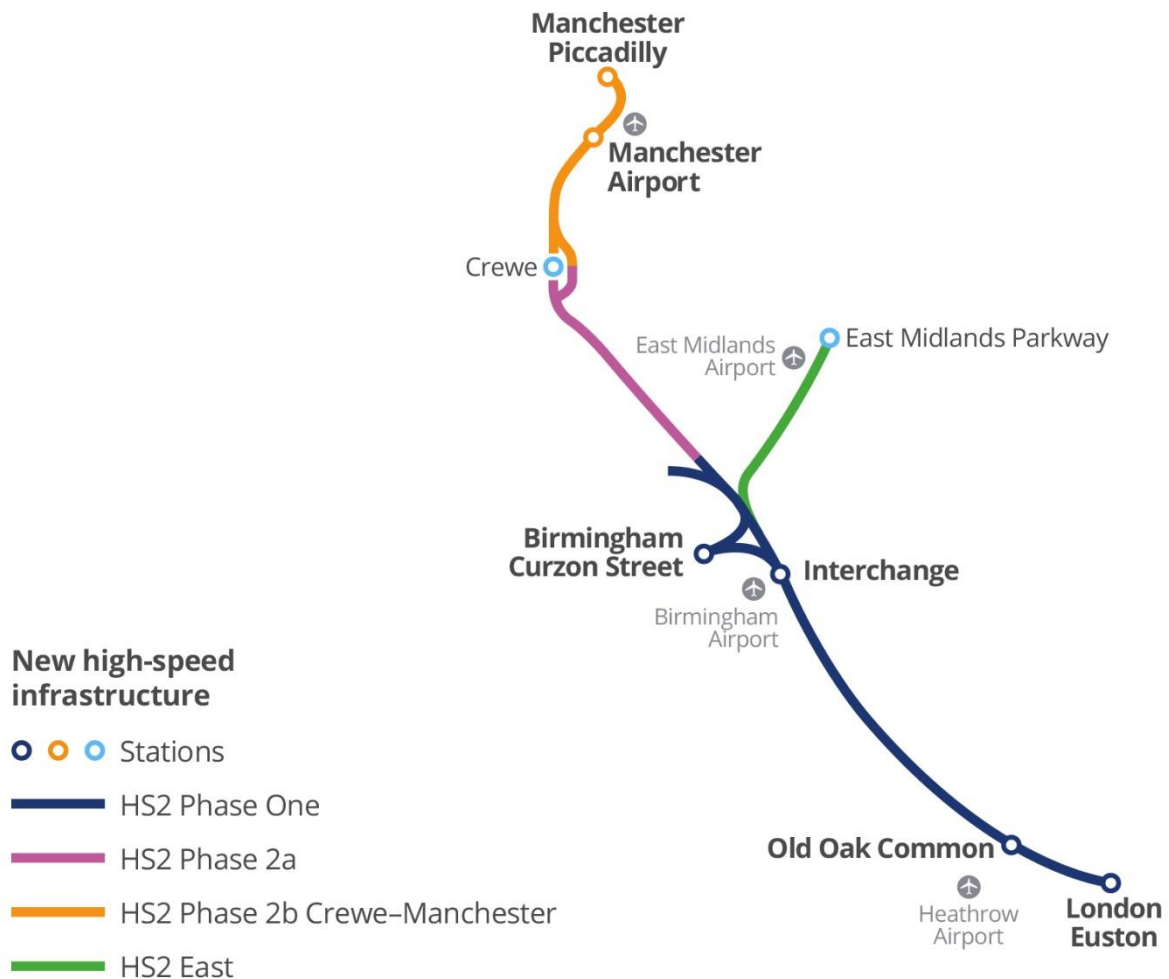 Manchester
Piccadilly
Manchester
Airport
Crewe
East Midlands
Airport
East Midlands Parkway
Birmingham
Curzon Street
Interchange
Birmingham
Airport
New high-speed
infrastructure
Stations
HS2 Phase One
HS2 Phase 2a
HS2 Phase 2b Crewe–Manchester
HS2 East
Old Oak Common
Heathrow
Airport
London
Euston